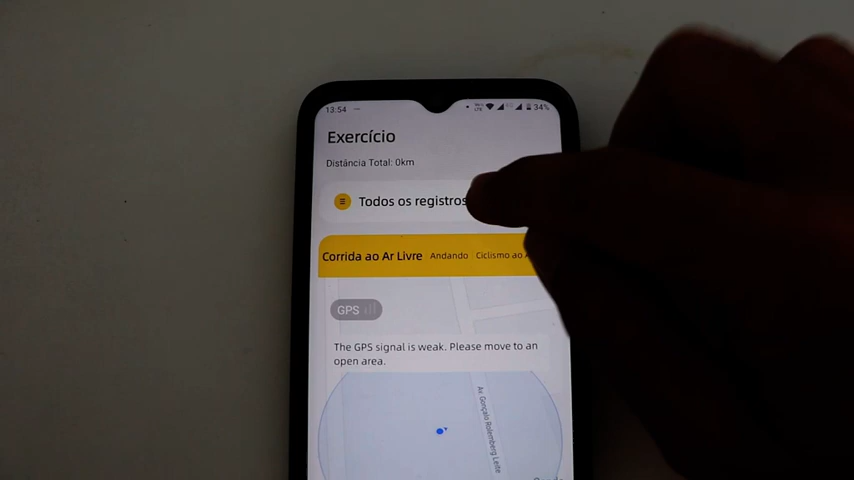 13:54
34%
Exercício
Distância Total: 0km
Todos os registros
Corrida ao Ar Livre Andando Ciclismo ao
GPS
The GPS signal is weak. Please move to an
open area.
Av. Gonçalo Rolemberg Leite